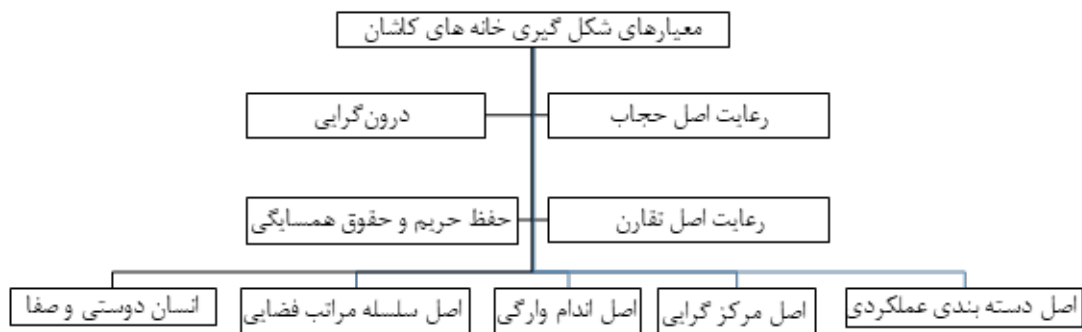 معیارهای شکل گیری خانه های کاشان
رعایت اصل حجاب
درون‌گرایی
رعایت اصل تقارن
حفظ حریم و حقوق همسایگی
اصل دسته بندی عملکردی
اصل مرکز گرایی
اصل اندام وارگی
اصل سلسله مراتب فضایی
انسان دوستی و صفا